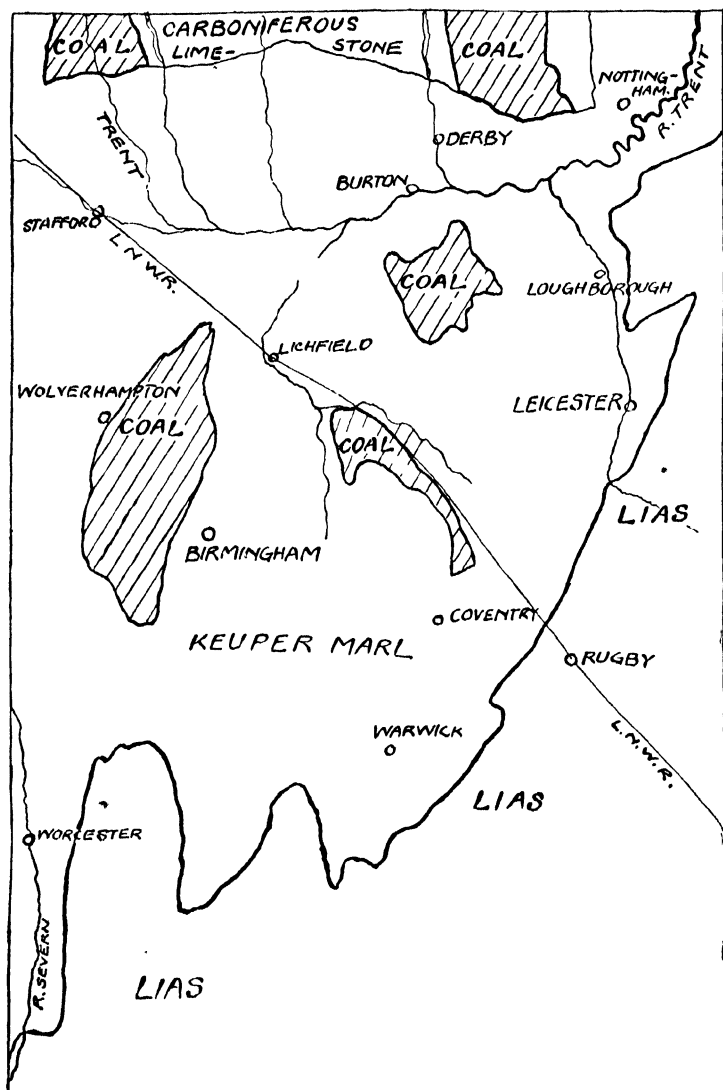 CARBONIFEROUS
LIME-
STONE
COAL
COAL
NOTTING-
HAM.
R. TRENT
TRENT
DERBY
BURTON
STAFFORD
L N W.R.
COAL
LOUGHBOROUGH
LICHFIELD
WOLVERHAMPTON
COAL
LEICESTER
COAL
LIAS
BIRMINGHAM
COVENTRY
KEUPER MARL
RUGBY
WARWICK
L.N.W.R.
LIAS
WORCESTER
R. SEVERN
LIAS